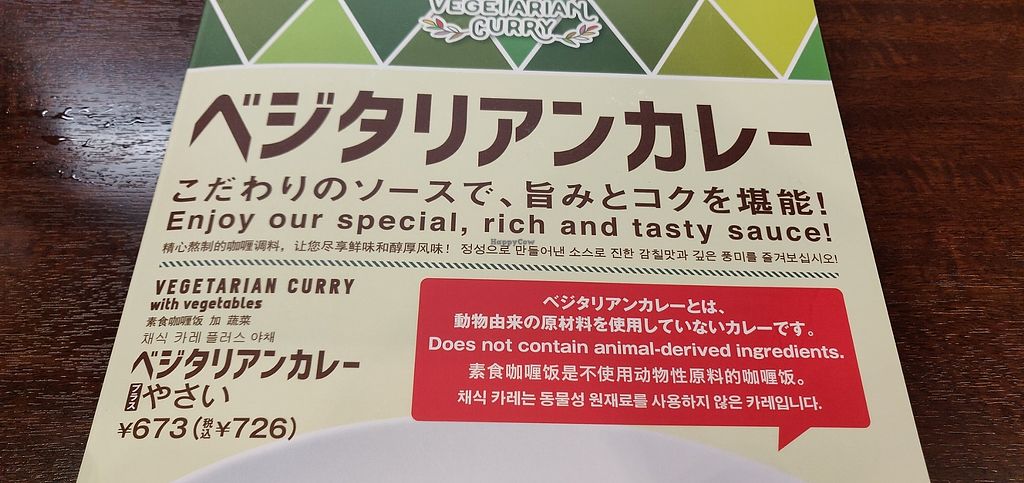 VEGETARIAN
CURRY
ベジタリアンカレー
こだわりのソースで、旨みとコクを堪能!
Enjoy our special, rich and tasty sauce!
精心熬制的咖喱调料，让您尽享鲜味和醇厚风味！ 정성으로 만들어낸 소스로 진한 감칠맛과 깊은 풍미를 즐겨보십시오!
HappyCow
VEGETARIAN CURRY
with vegetables
素食咖喱饭 加 蔬菜
채식 카레 플러스 야채
ベジタリアンカレー
プラス やさい
¥673(税込¥726)
ベジタリアンカレーとは、
動物由来の原材料を使用していないカレーです。
Does not contain animal-derived ingredients.
素食咖喱饭是不使用动物性原料的咖喱饭。
채식 카레는 동물성 원재료를 사용하지 않은 카레입니다.